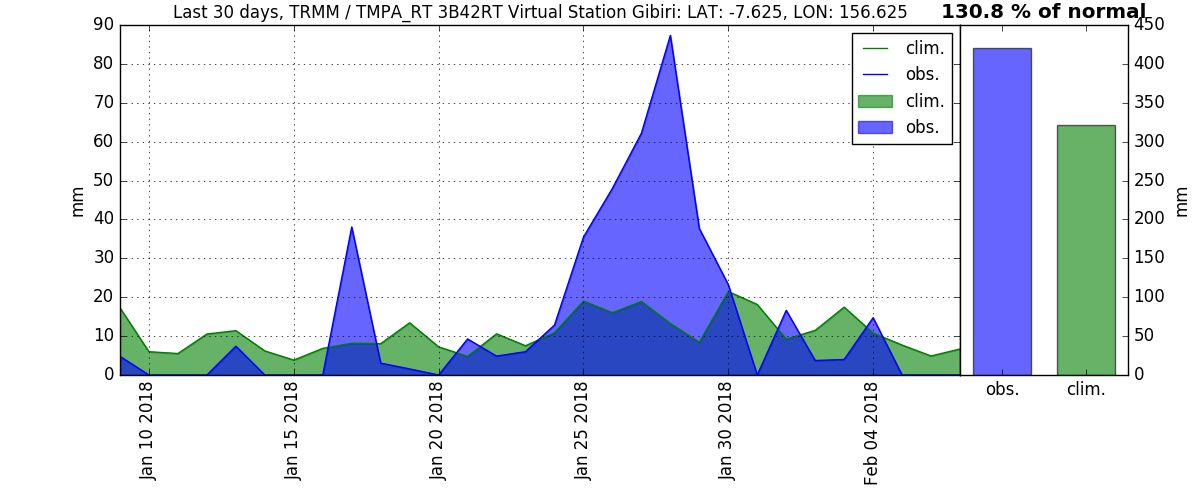 Last 30 days, TRMM / TMPA_RT 3B42RT Virtual Station Gibiri: LAT: -7.625, LON: 156.625
130.8 % of normal
90
80
70
60
50
40
30
20
10
0
mm
Jan 10 2018
Jan 15 2018
Jan 20 2018
Jan 25 2018
Jan 30 2018
Feb 04 2018
clim.
obs.
clim.
obs.
450
400
350
300
250
200
150
100
50
0
mm
obs.
clim.